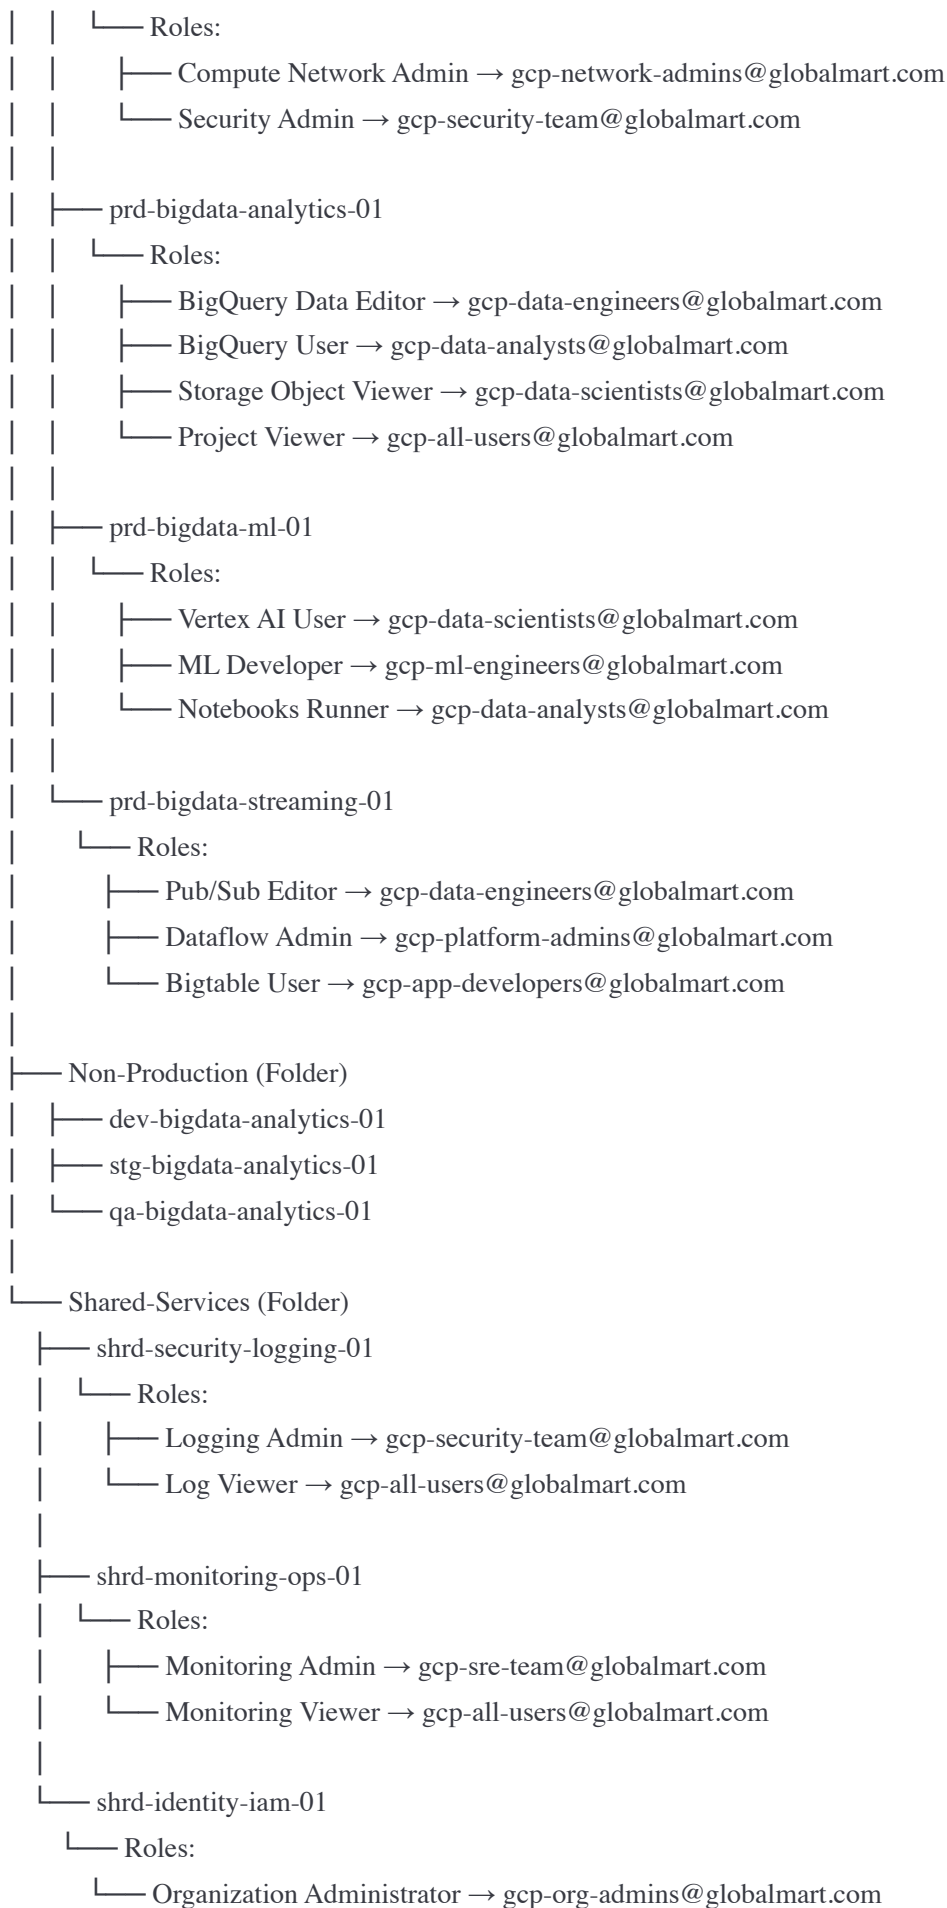 │ │ └── Roles:
│ │ ├── Compute Network Admin → gcp-network-admins@globalmart.com
│ │ └── Security Admin → gcp-security-team@globalmart.com
│ │
│ ├── prd-bigdata-analytics-01
│ │ └── Roles:
│ │ ├── BigQuery Data Editor → gcp-data-engineers@globalmart.com
│ │ ├── BigQuery User → gcp-data-analysts@globalmart.com
│ │ ├── Storage Object Viewer → gcp-data-scientists@globalmart.com
│ │ └── Project Viewer → gcp-all-users@globalmart.com
│ │
│ ├── prd-bigdata-ml-01
│ │ └── Roles:
│ │ ├── Vertex AI User → gcp-data-scientists@globalmart.com
│ │ ├── ML Developer → gcp-ml-engineers@globalmart.com
│ │ └── Notebooks Runner → gcp-data-analysts@globalmart.com
│ │
│ └── prd-bigdata-streaming-01
│ └── Roles:
│ ├── Pub/Sub Editor → gcp-data-engineers@globalmart.com
│ ├── Dataflow Admin → gcp-platform-admins@globalmart.com
│ └── Bigtable User → gcp-app-developers@globalmart.com
│
├── Non-Production (Folder)
│ ├── dev-bigdata-analytics-01
│ ├── stg-bigdata-analytics-01
│ └── qa-bigdata-analytics-01
│
└── Shared-Services (Folder)
├── shrd-security-logging-01
│ └── Roles:
│ ├── Logging Admin → gcp-security-team@globalmart.com
│ └── Log Viewer → gcp-all-users@globalmart.com
│
├── shrd-monitoring-ops-01
│ └── Roles:
│ ├── Monitoring Admin → gcp-sre-team@globalmart.com
│ └── Monitoring Viewer → gcp-all-users@globalmart.com
│
└── shrd-identity-iam-01
└── Roles:
└── Organization Administrator → gcp-org-admins@globalmart.com